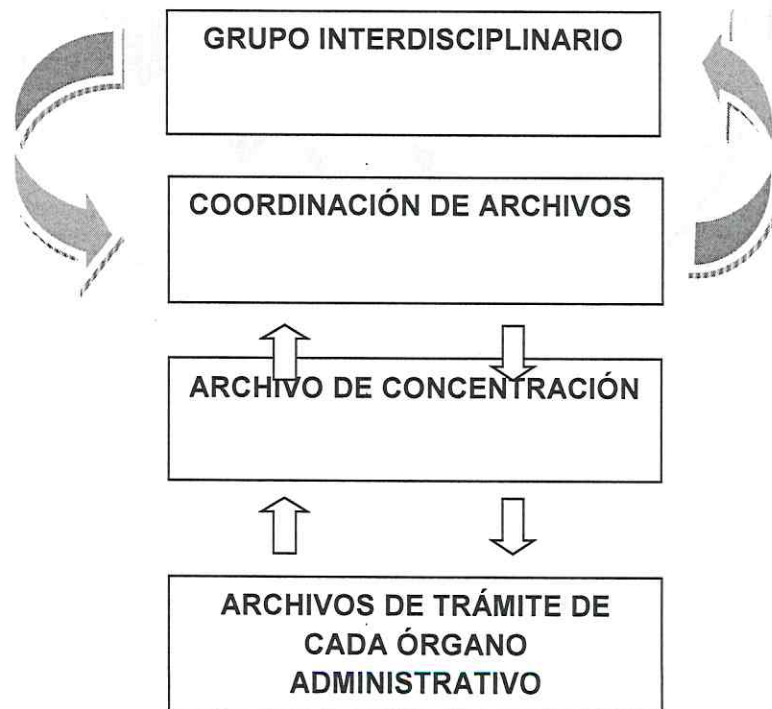 GRUPO INTERDISCIPLINARIO
COORDINACIÓN DE ARCHIVOS
ARCHIVO DE CONCENTRACIÓN
ARCHIVOS DE TRÁMITE DE
CADA ÓRGANO
ADMINISTRATIVO